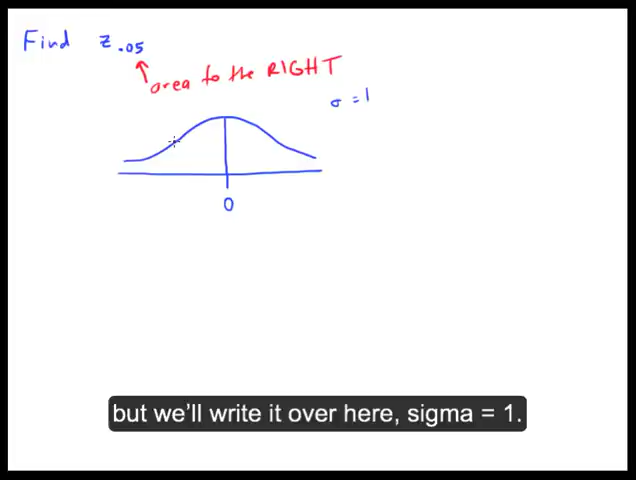 Find z.05
area to the RIGHT
σ = 1
0
but we'll write it over here, sigma = 1.